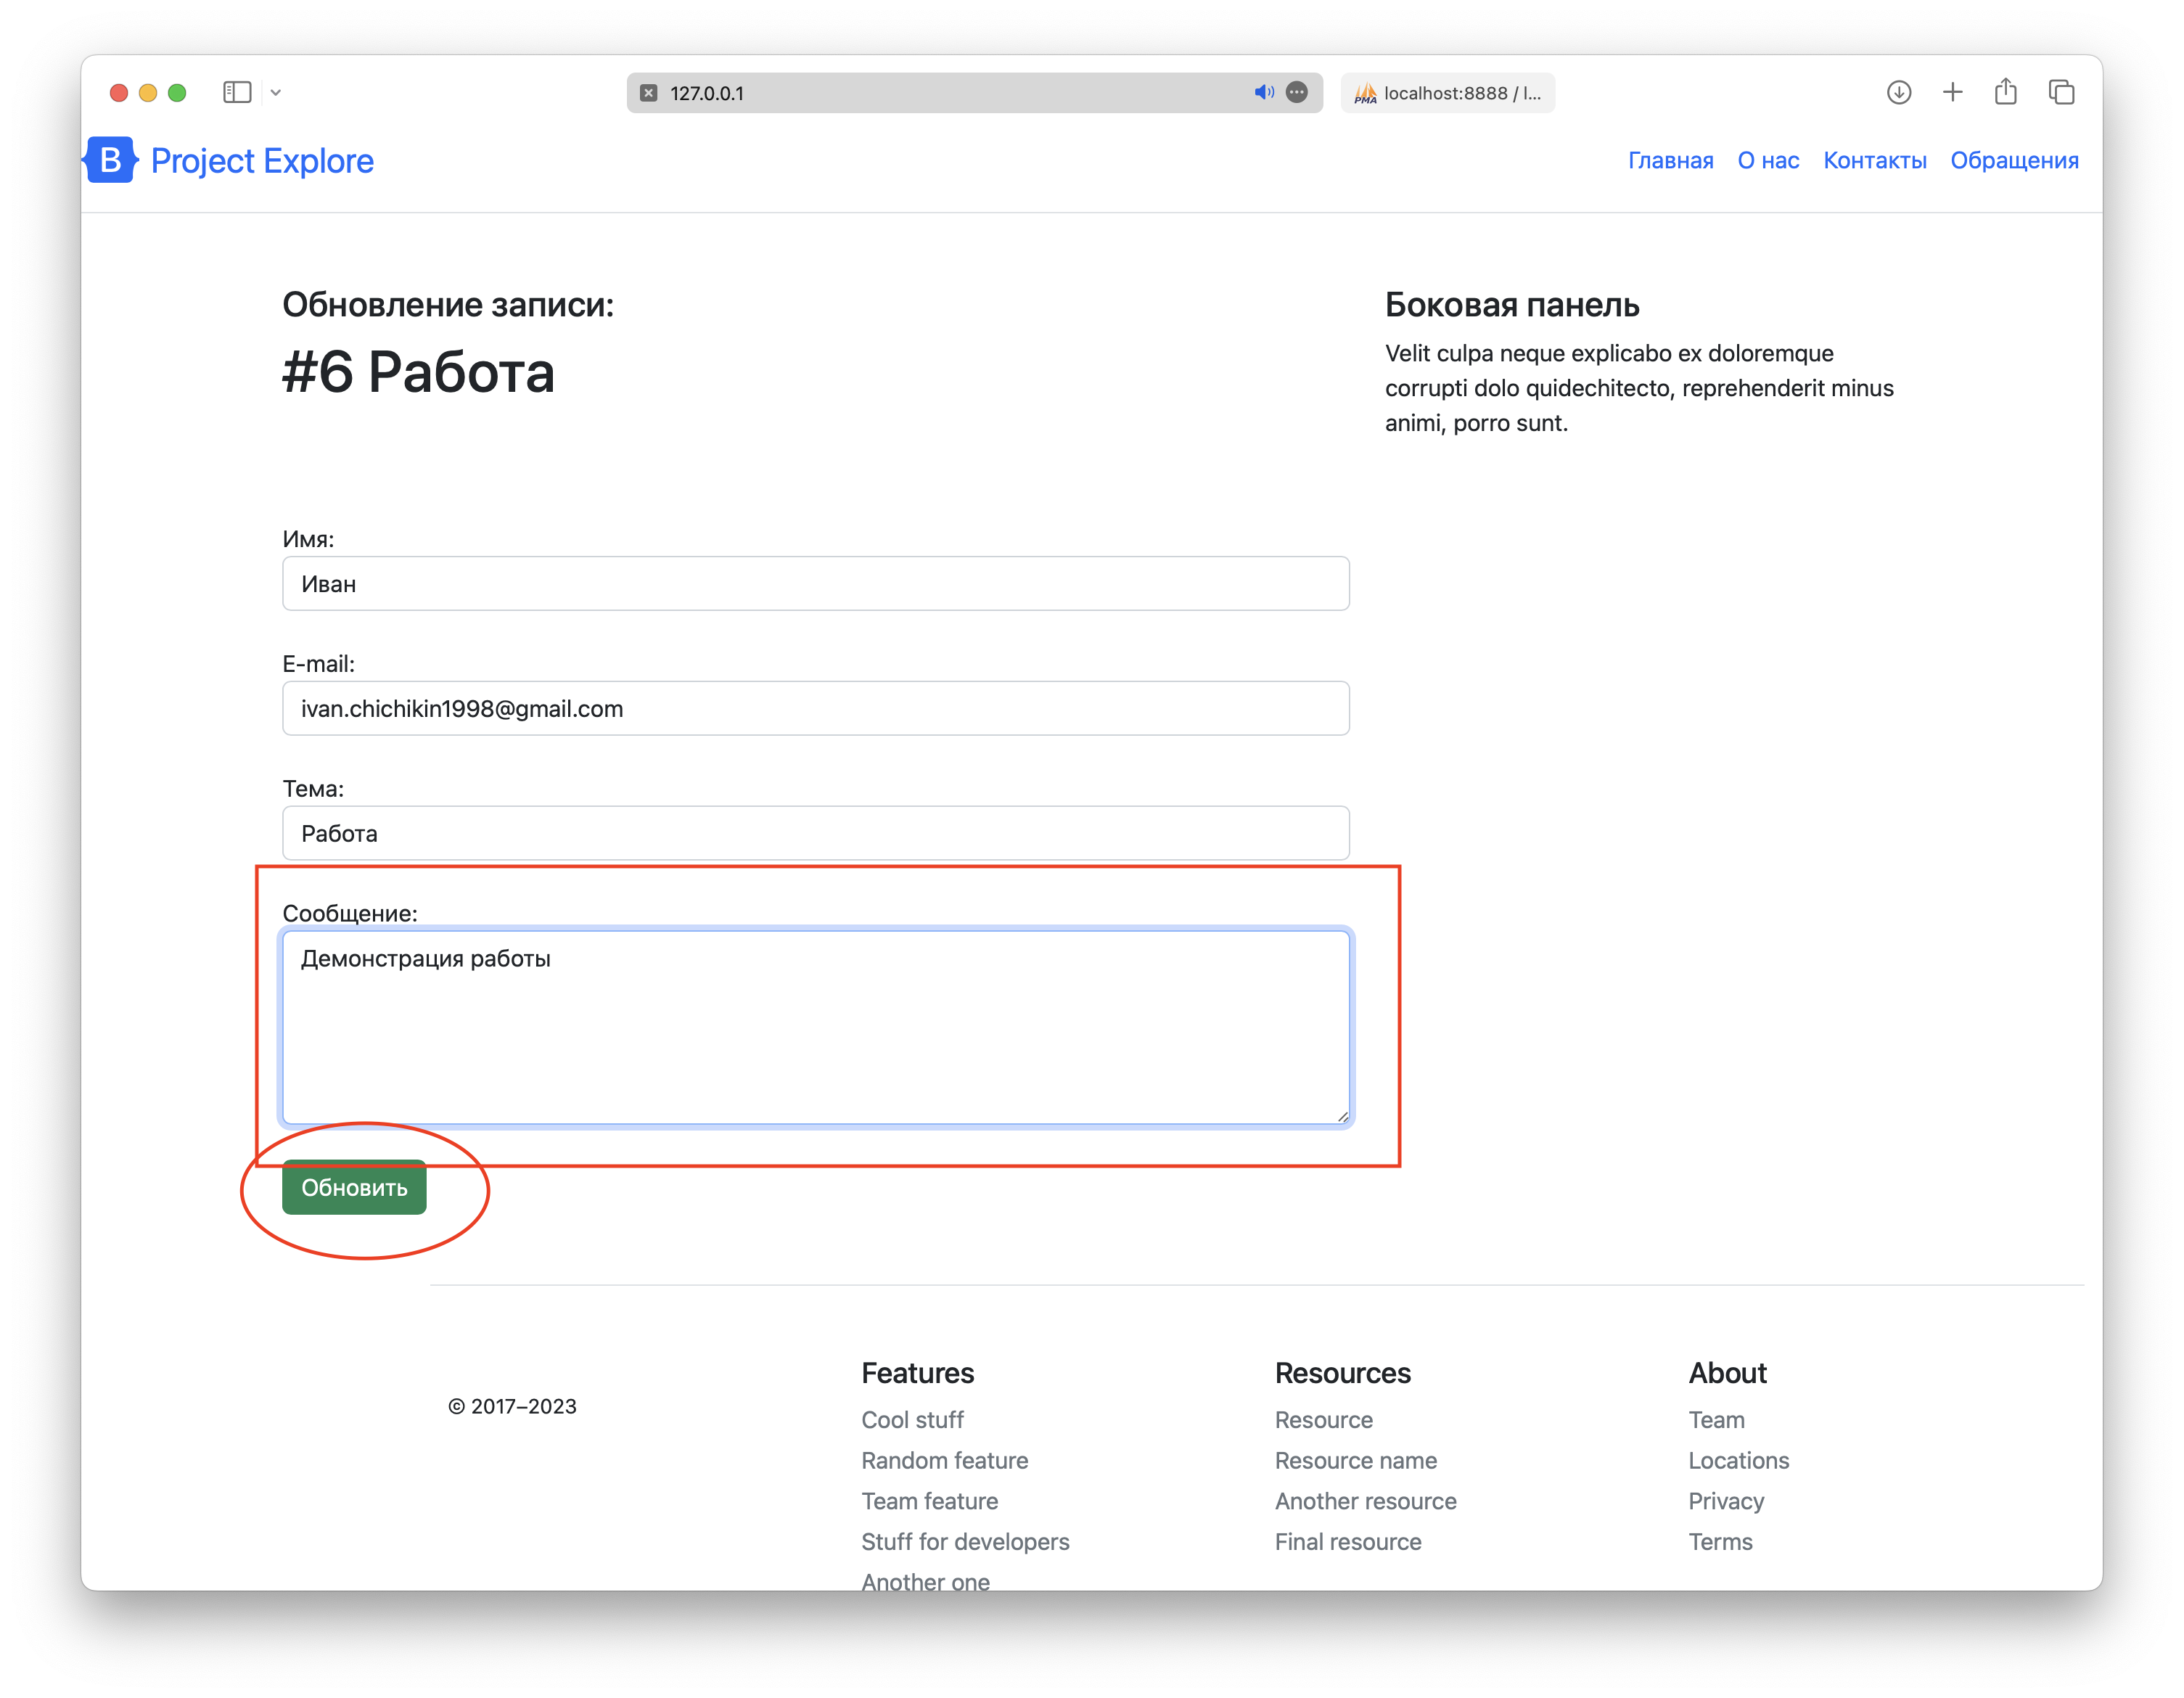 127.0.0.1
PMA localhost:8888 / l...
B Project Explore
Главная О нас Контакты Обращения
Обновление записи:
#6 Работа
Боковая панель
Velit culpa neque explicabo ex doloremque
corrupti dolo quidechitecto, reprehenderit minus
animi, porro sunt.
Имя:
Иван
E-mail:
ivan.chichikin1998@gmail.com
Тема:
Работа
Сообщение:
Демонстрация работы
Обновить
© 2017–2023
Features
Cool stuff
Random feature
Team feature
Stuff for developers
Another one
Resources
Resource
Resource name
Another resource
Final resource
About
Team
Locations
Privacy
Terms